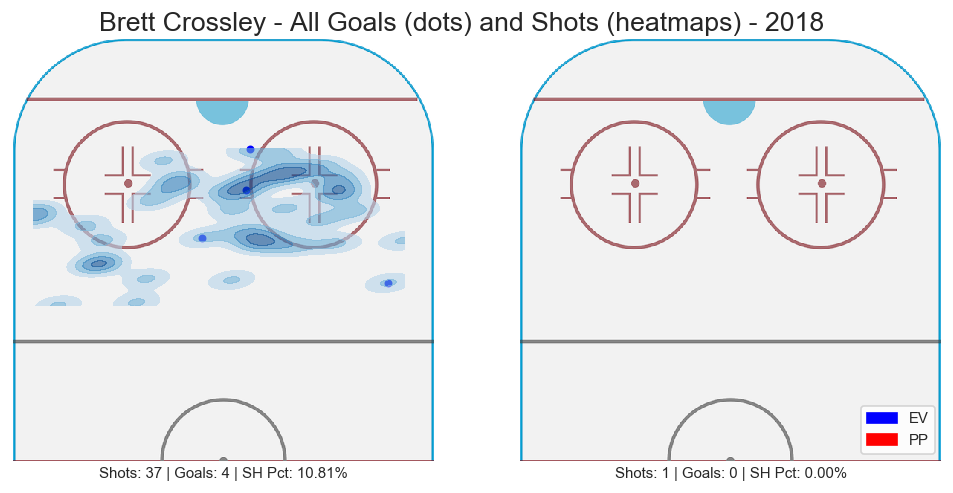 Brett Crossley - All Goals (dots) and Shots (heatmaps) - 2018
EV
PP
Shots: 37 | Goals: 4 | SH Pct: 10.81%
Shots: 1 | Goals: 0 | SH Pct: 0.00%